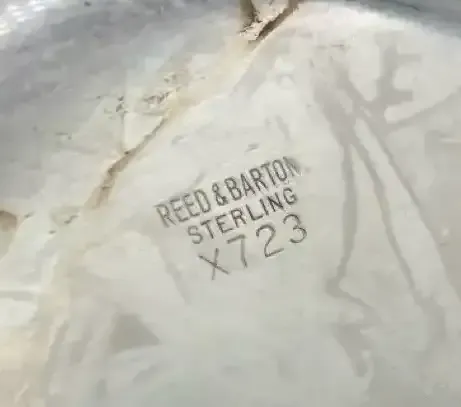 REED & BARTON
STERLING
X723